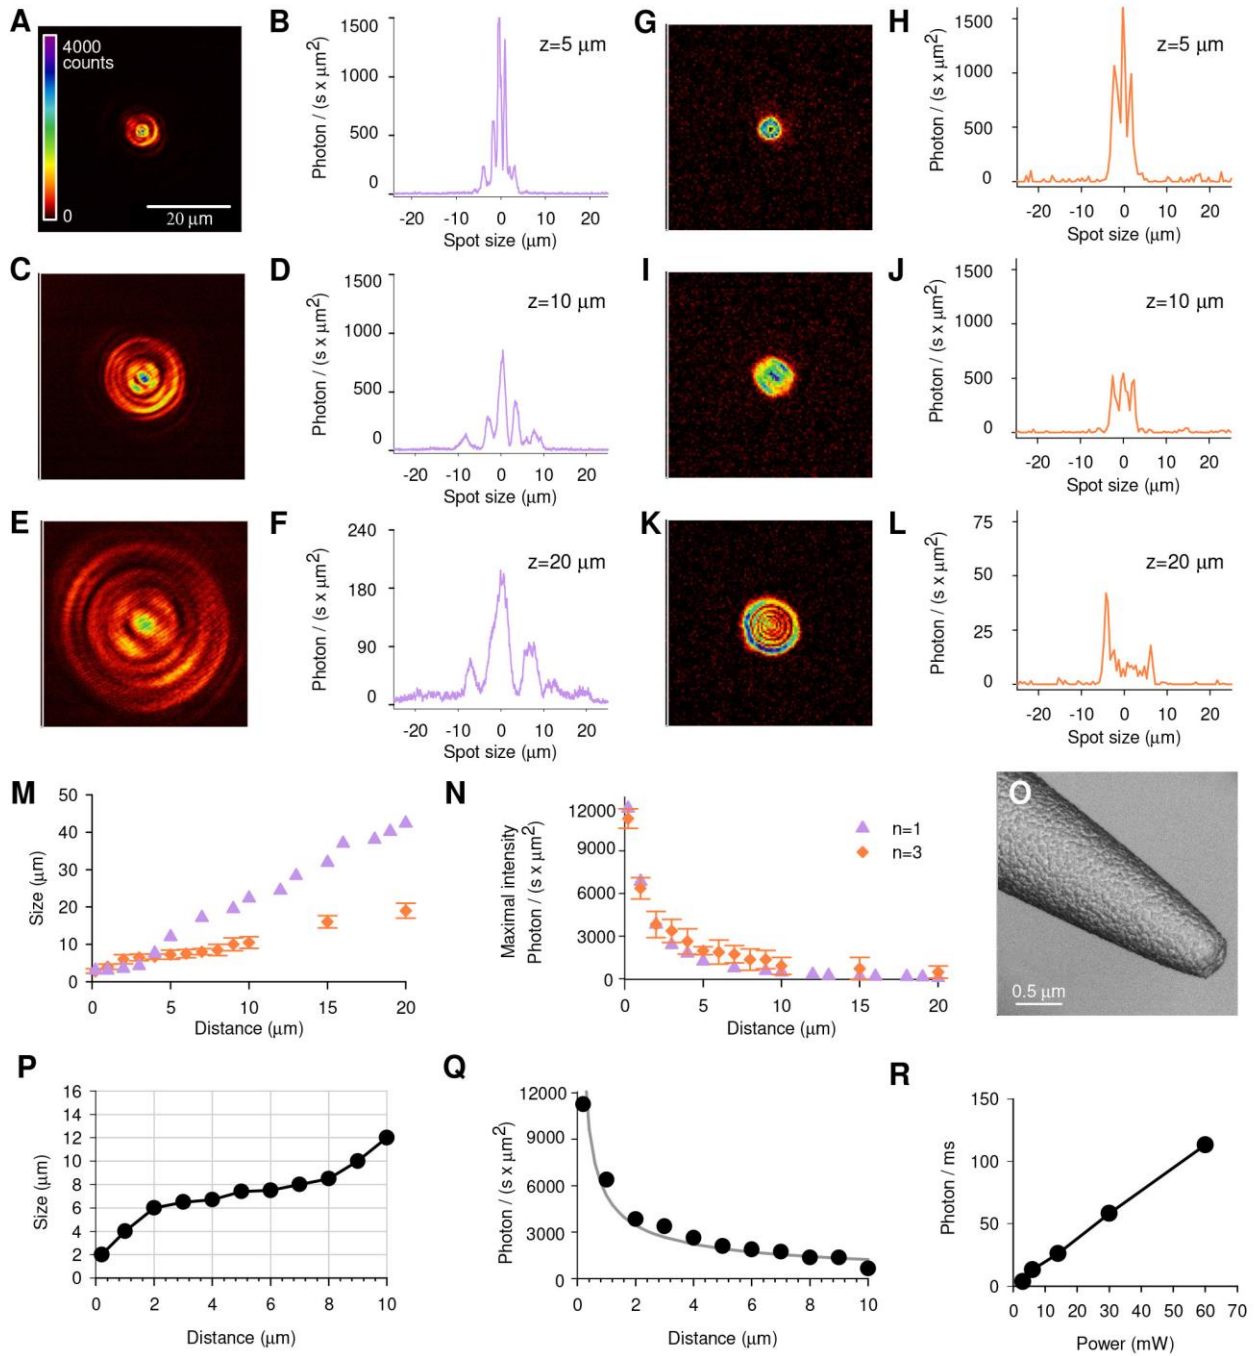 A
4000
counts
0
20 μm
B
Photon / (s x μm²)
1500
1000
500
0
z=5 μm
-20 -10 0 10 20
Spot size (μm)
G
H
Photon / (s x μm²)
1500
1000
500
0
z=5 μm
-20 -10 0 10 20
Spot size (μm)
C
D
Photon / (s x μm²)
1500
1000
500
0
z=10 μm
-20 -10 0 10 20
Spot size (μm)
I
J
Photon / (s x μm²)
1500
1000
500
0
z=10 μm
-20 -10 0 10 20
Spot size (μm)
E
F
Photon / (s x μm²)
240
180
90
0
z=20 μm
-20 -10 0 10 20
Spot size (μm)
K
L
Photon / (s x μm²)
75
50
25
0
z=20 μm
-20 -10 0 10 20
Spot size (μm)
M
Size (μm)
50
40
30
20
10
0
0 5 10 15 20
Distance (μm)
N
Maximal intensity
Photon / (s x μm²)
12000
9000
6000
3000
0
n=1
n=3
0 5 10 15 20
Distance (μm)
O
0.5 μm
P
Size (μm)
16
14
12
10
8
6
4
2
0
0 2 4 6 8 10
Distance (μm)
Q
Photon / (s x μm²)
12000
9000
6000
3000
0
0 2 4 6 8 10
Distance (μm)
R
Photon / ms
150
100
50
0
0 10 20 30 40 50 60 70
Power (mW)